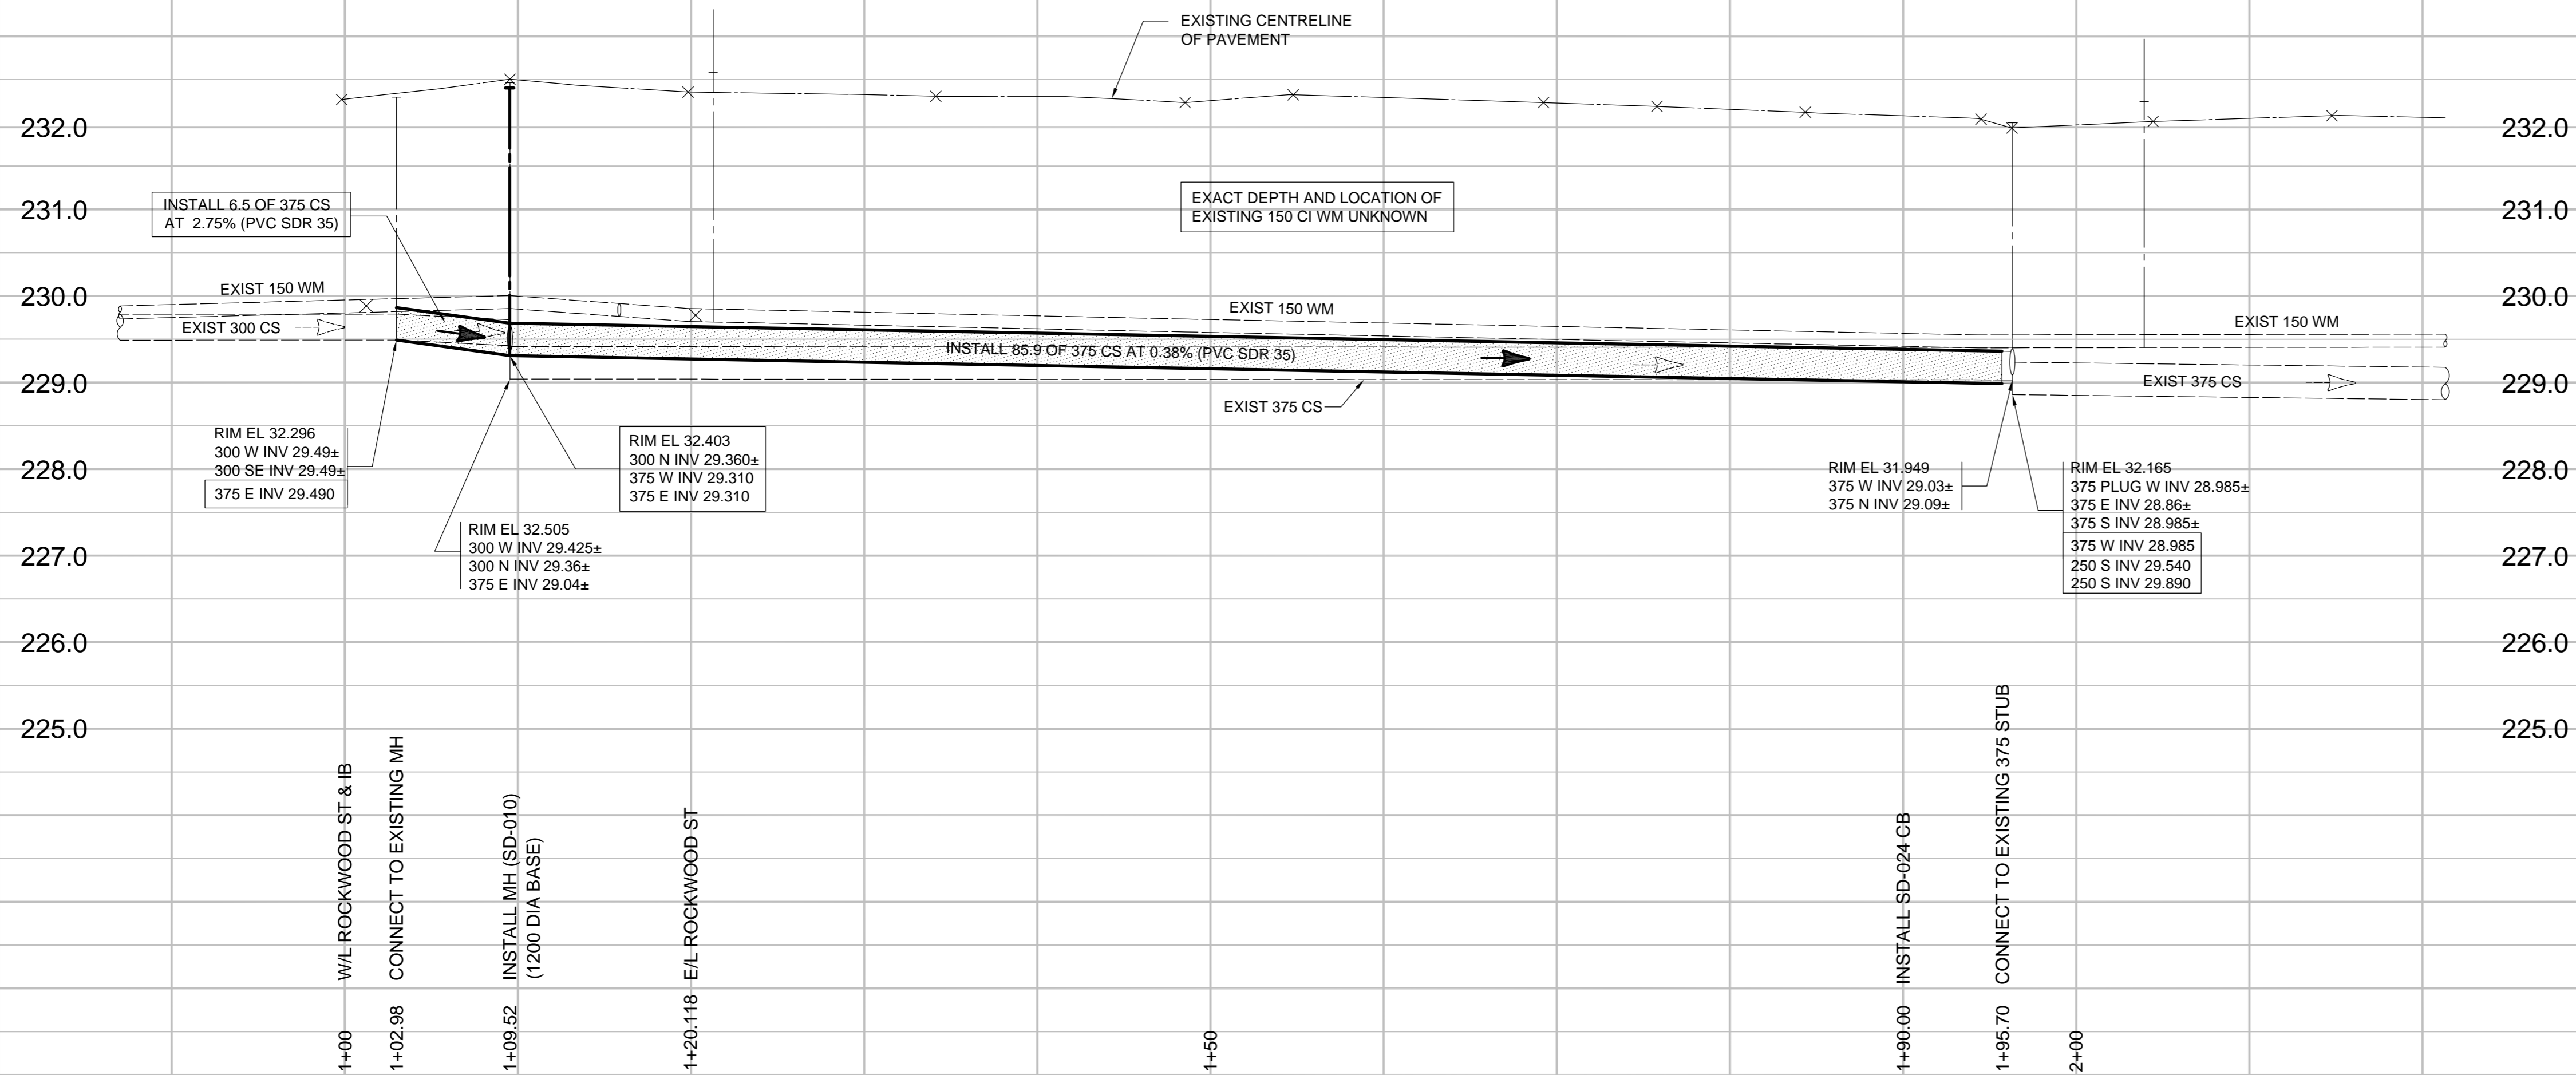 EXISTING CENTRELINE
OF PAVEMENT
232.0
232.0
INSTALL 6.5 OF 375 CS
AT 2.75% (PVC SDR 35)
EXACT DEPTH AND LOCATION OF
EXISTING 150 CI WM UNKNOWN
231.0
231.0
EXIST 150 WM
230.0
230.0
EXIST 150 WM
EXIST 300 CS
EXIST 150 WM
INSTALL 85.9 OF 375 CS AT 0.38% (PVC SDR 35)
229.0
EXIST 375 CS
229.0
EXIST 375 CS
RIM EL 32.296
300 W INV 29.49±
300 SE INV 29.49±
375 E INV 29.490
RIM EL 32.403
300 N INV 29.360±
375 W INV 29.310
375 E INV 29.310
228.0
228.0
RIM EL 31.949
375 W INV 29.03±
375 N INV 29.09±
RIM EL 32.165
375 PLUG W INV 28.985±
375 E INV 28.86±
375 S INV 28.985±
375 W INV 28.985
250 S INV 29.540
250 S INV 29.890
RIM EL 32.505
300 W INV 29.425±
300 N INV 29.36±
375 E INV 29.04±
227.0
227.0
226.0
226.0
225.0
225.0
1+00 W/L ROCKWOOD ST & IB
1+02.98 CONNECT TO EXISTING MH
1+09.52 INSTALL MH (SD-010)
(1200 DIA BASE)
1+20.118 E/L ROCKWOOD ST
1+50
1+90.00 INSTALL SD-024 CB
1+95.70 CONNECT TO EXISTING 375 STUB
2+00